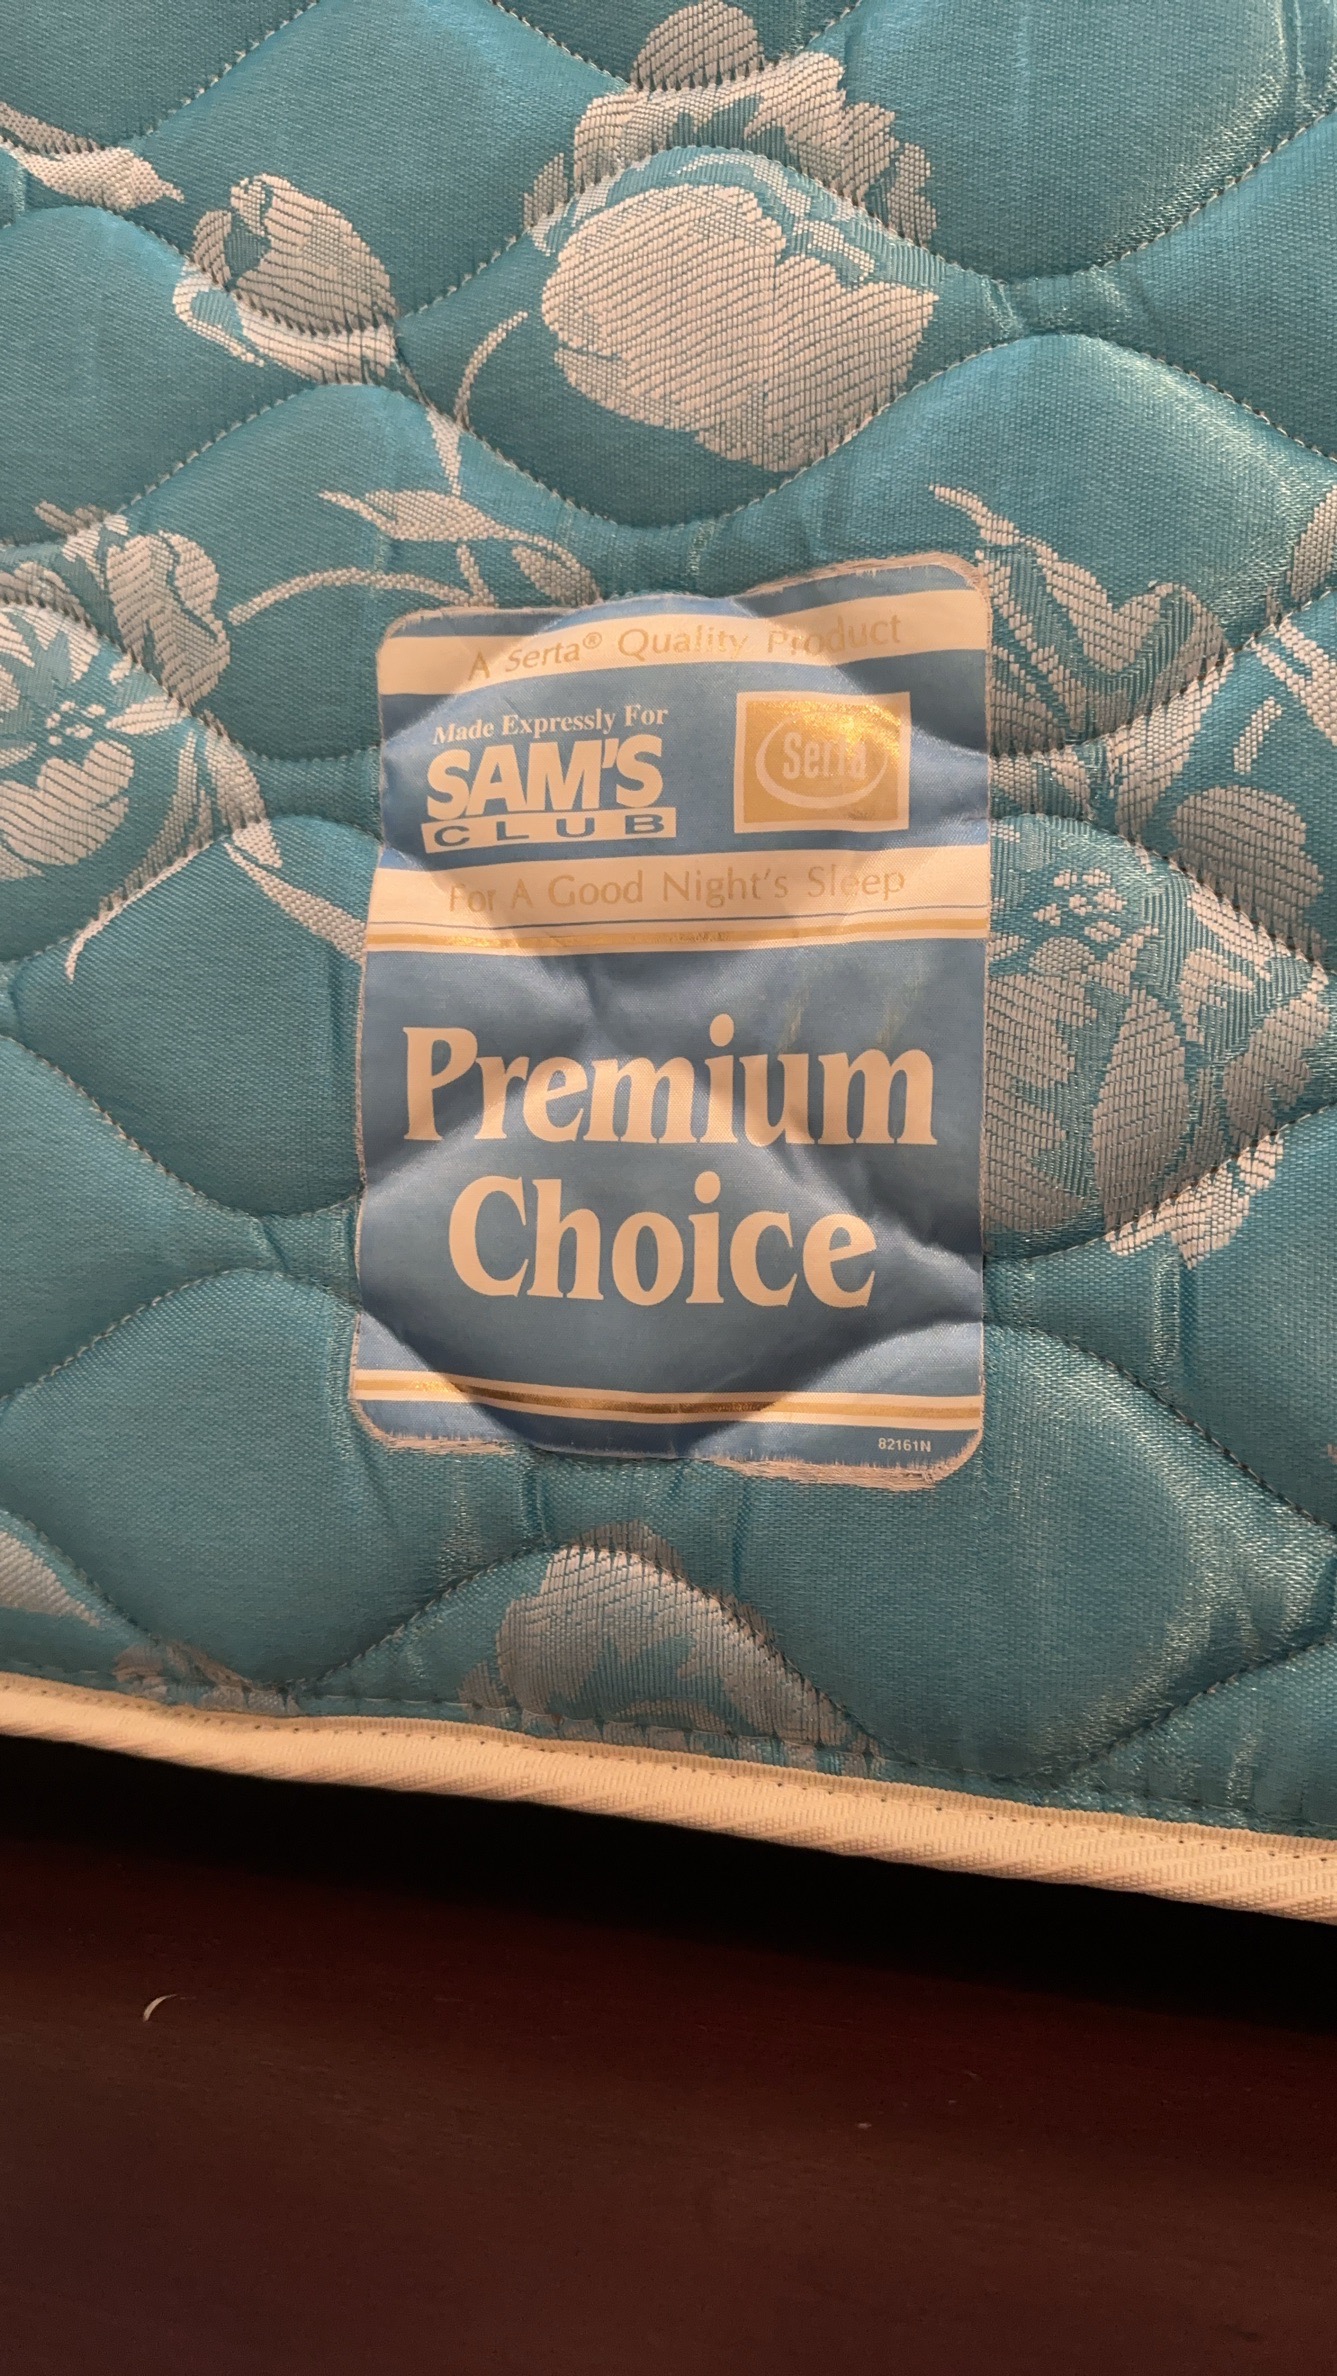 A Serta® Quality Product
Made Expressly For
SAM'S
CLUB
Serta
For A Good Night's Sleep
Premium
Choice
82161N